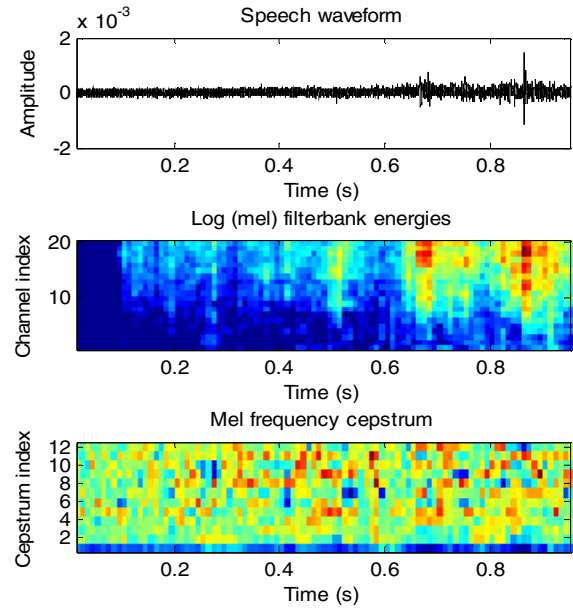 Speech waveform
x 10⁻³
2
0
-2
Amplitude
0.2 0.4 0.6 0.8
Time (s)
Log (mel) filterbank energies
20
10
Channel index
0.2 0.4 0.6 0.8
Time (s)
Mel frequency cepstrum
12
10
8
6
4
2
Cepstrum index
0.2 0.4 0.6 0.8
Time (s)